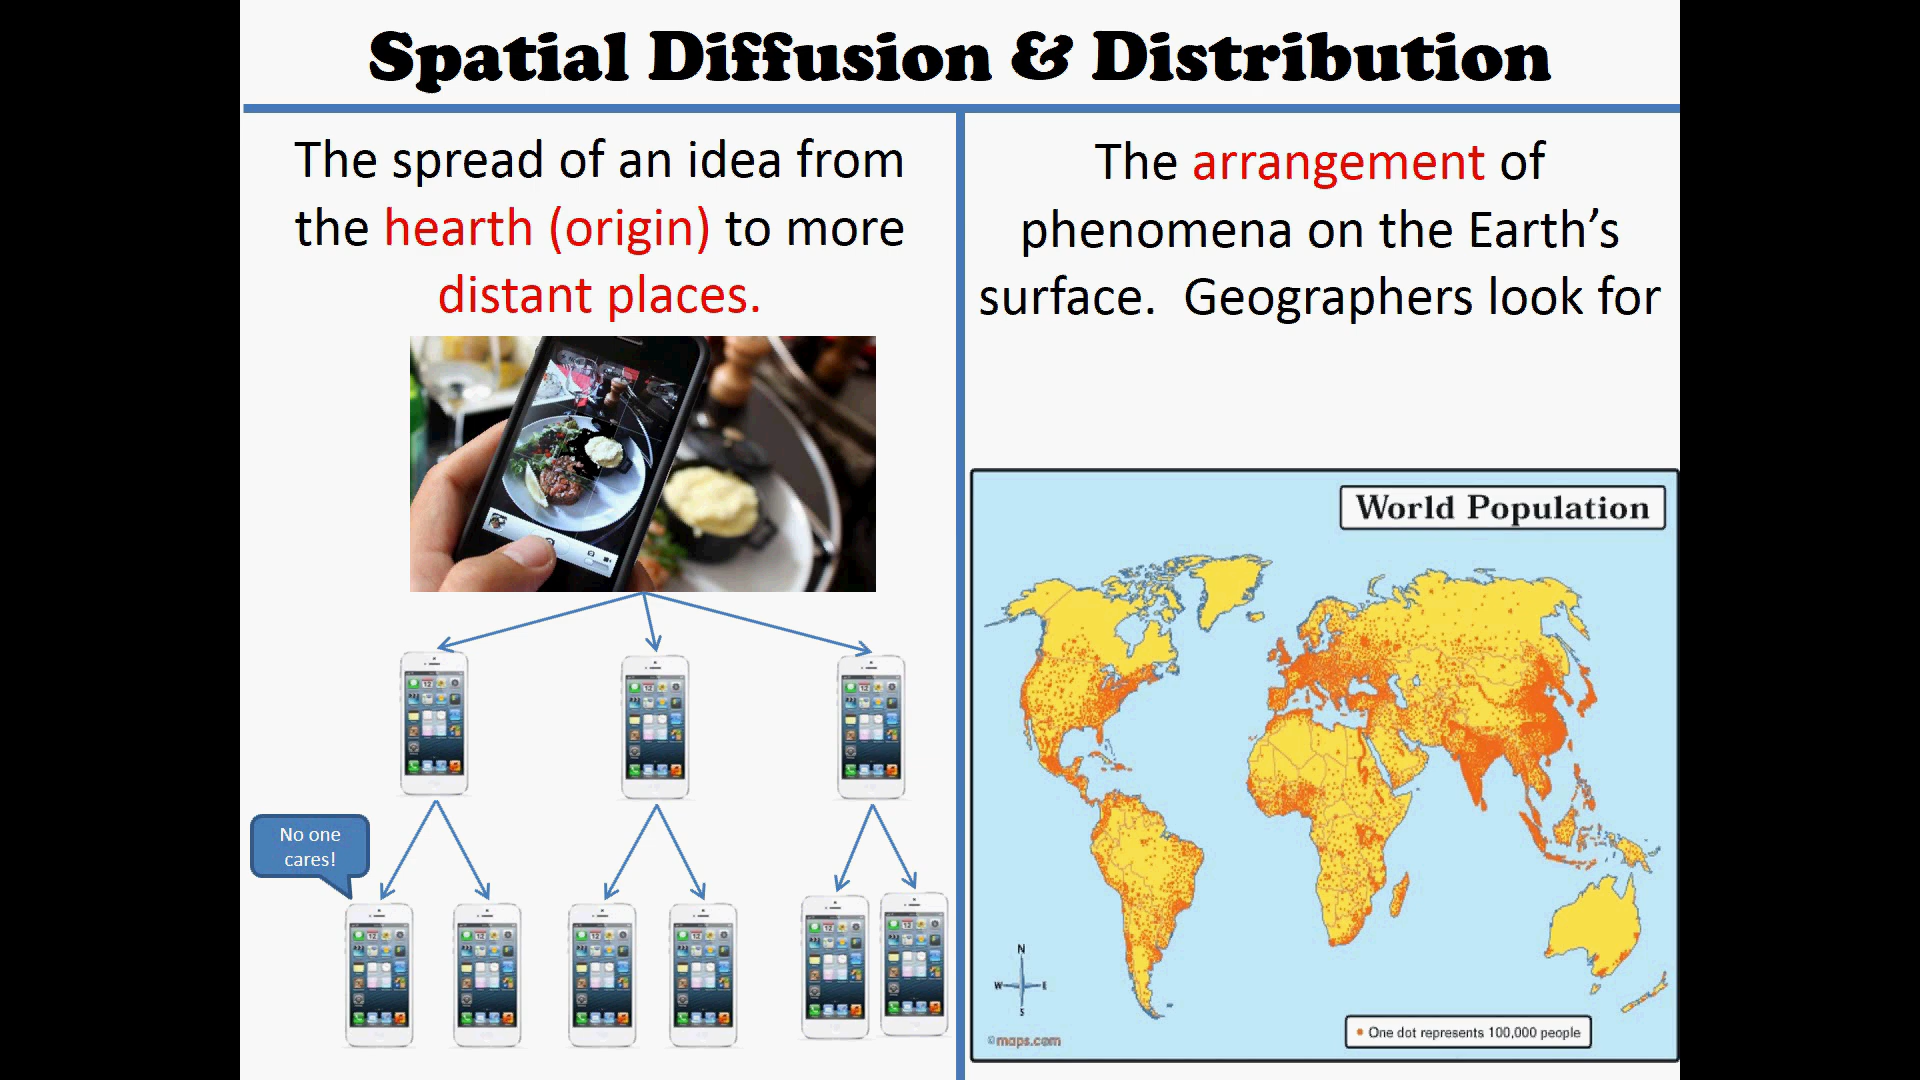 Spatial Diffusion & Distribution
The spread of an idea from
the hearth (origin) to more
distant places.
No one
cares!
The arrangement of
phenomena on the Earth’s
surface.  Geographers look for
World Population
N
W
E
S
©maps.com
One dot represents 100,000 people